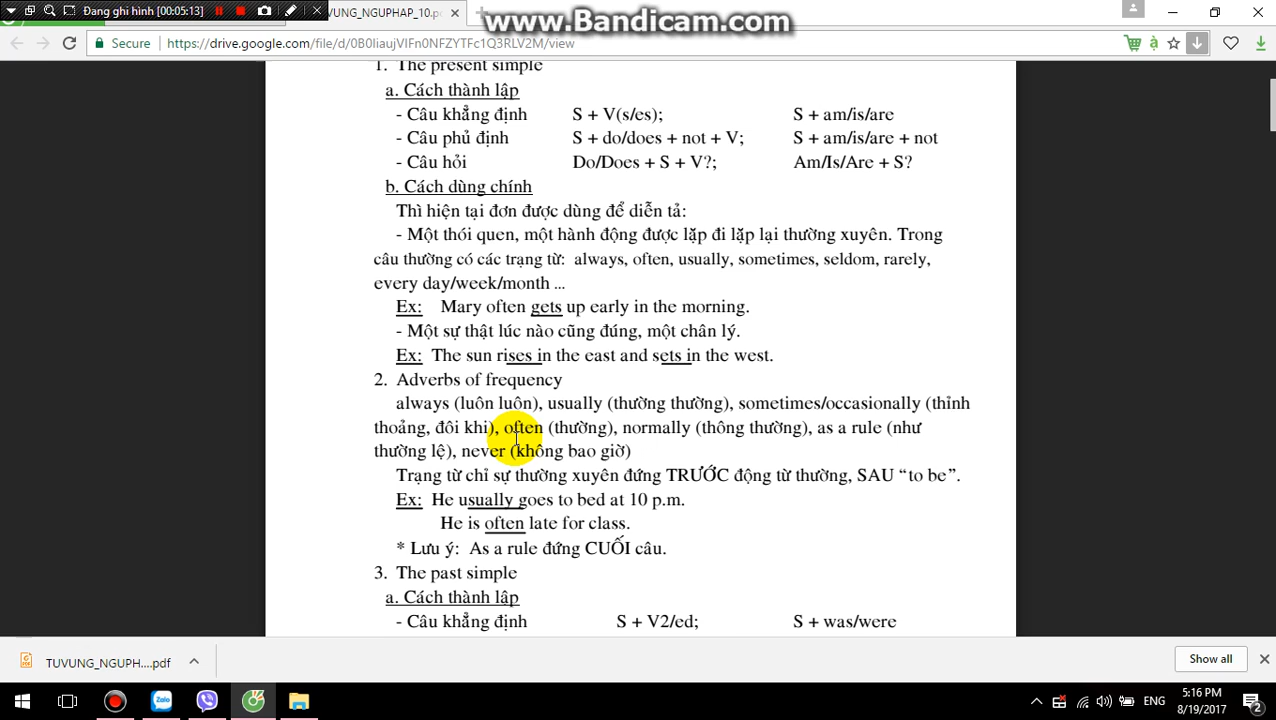 Đang ghi hình [00:05:13]
TUVUNG_NGUPHAP_10.p
www.Bandicam.com
Secure
https://drive.google.com/file/d/0B0IiaujVIFn0NFZYTFc1Q3RLV2M/view
1. The present simple
a. Cách thành lập
- Câu khẳng định S + V(s/es); S + am/is/are
- Câu phủ định S + do/does + not + V; S + am/is/are + not
- Câu hỏi Do/Does + S + V?; Am/Is/Are + S?
b. Cách dùng chính
Thì hiện tại đơn được dùng để diễn tả:
- Một thói quen, một hành động được lặp đi lặp lại thường xuyên. Trong
câu thường có các trạng từ: always, often, usually, sometimes, seldom, rarely,
every day/week/month ...
Ex: Mary often gets up early in the morning.
- Một sự thật lúc nào cũng đúng, một chân lý.
Ex: The sun rises in the east and sets in the west.
2. Adverbs of frequency
always (luôn luôn), usually (thường thường), sometimes/occasionally (thỉnh
thoảng, đôi khi), often (thường), normally (thông thường), as a rule (như
thường lệ), never (không bao giờ)
Trạng từ chỉ sự thường xuyên đứng TRƯỚC động từ thường, SAU “to be”.
Ex: He usually goes to bed at 10 p.m.
He is often late for class.
* Lưu ý: As a rule đứng CUỐI câu.
3. The past simple
a. Cách thành lập
- Câu khẳng định S + V2/ed; S + was/were
TUVUNG_NGUPH....pdf
Show all
Zalo
ENG
5:16 PM
8/19/2017
2